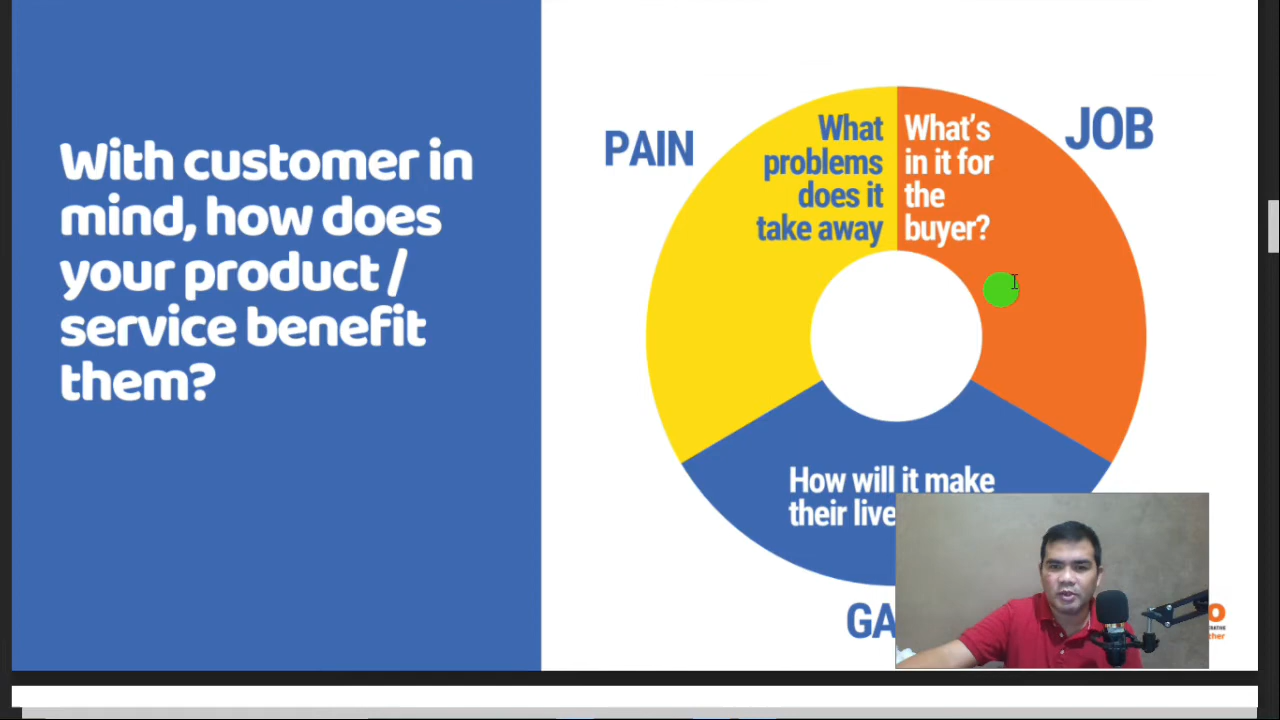 With customer in
mind, how does
your product /
service benefit
them?
PAIN
What
problems
does it
take away
What's
in it for
the
buyer?
JOB
How will it make
their live
GA